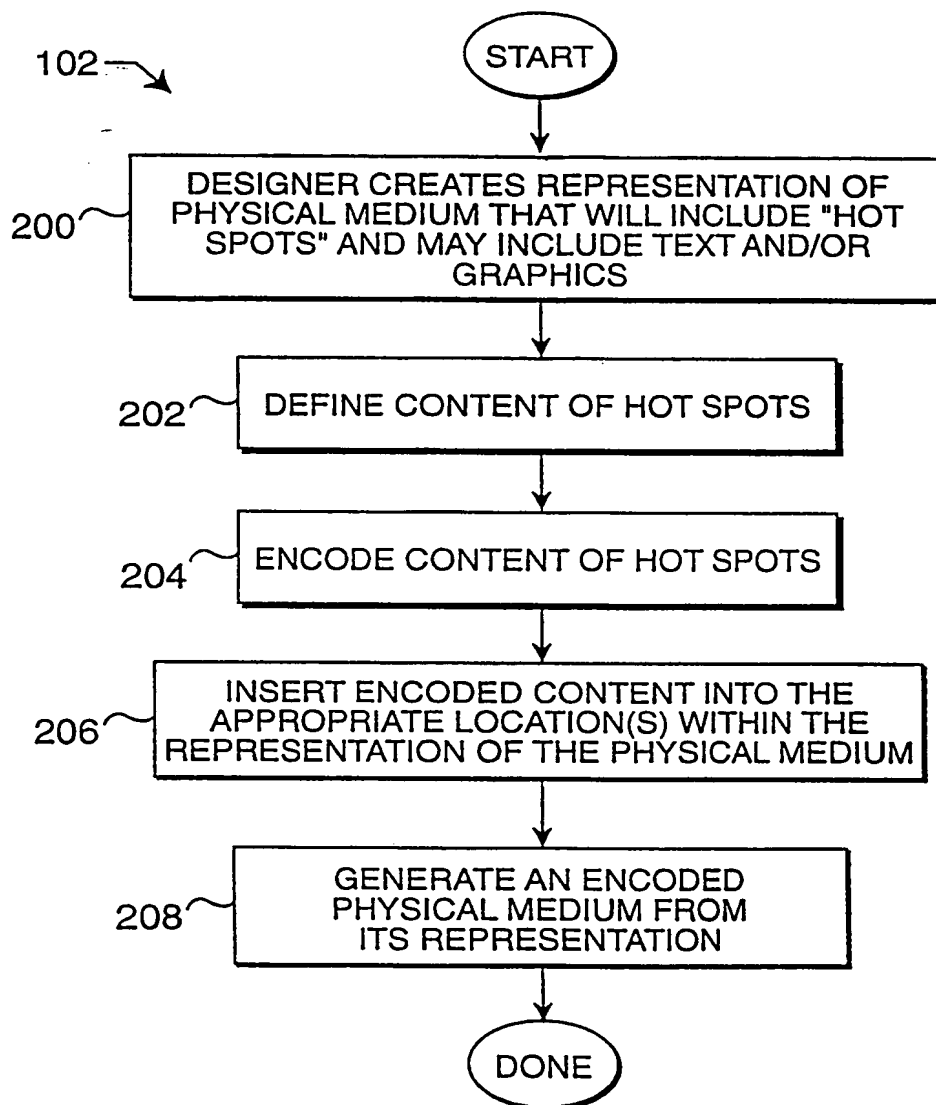 START
102
DESIGNER CREATES REPRESENTATION OF
PHYSICAL MEDIUM THAT WILL INCLUDE "HOT
SPOTS" AND MAY INCLUDE TEXT AND/OR
GRAPHICS
200
DEFINE CONTENT OF HOT SPOTS
202
ENCODE CONTENT OF HOT SPOTS
204
INSERT ENCODED CONTENT INTO THE
APPROPRIATE LOCATION(S) WITHIN THE
REPRESENTATION OF THE PHYSICAL MEDIUM
206
GENERATE AN ENCODED
PHYSICAL MEDIUM FROM
ITS REPRESENTATION
208
DONE